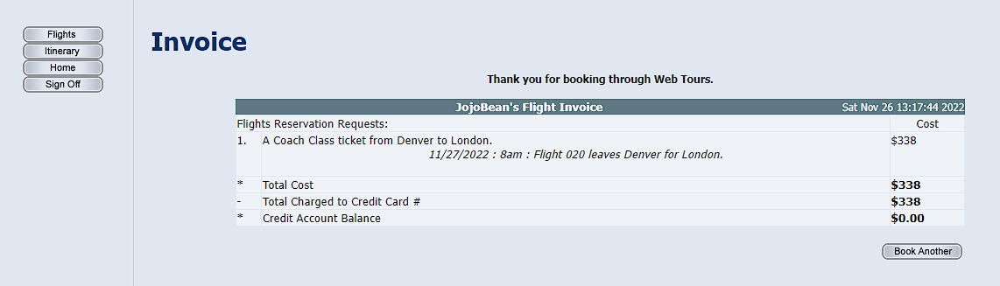 Flights
Itinerary
Home
Sign Off
Invoice
Thank you for booking through Web Tours.
JojoBean's Flight Invoice Sat Nov 26 13:17:44 2022
Flights Reservation Requests: Cost
1. A Coach Class ticket from Denver to London. $338
11/27/2022 : 8am : Flight 020 leaves Denver for London.
* Total Cost $338
- Total Charged to Credit Card # $338
* Credit Account Balance $0.00
Book Another